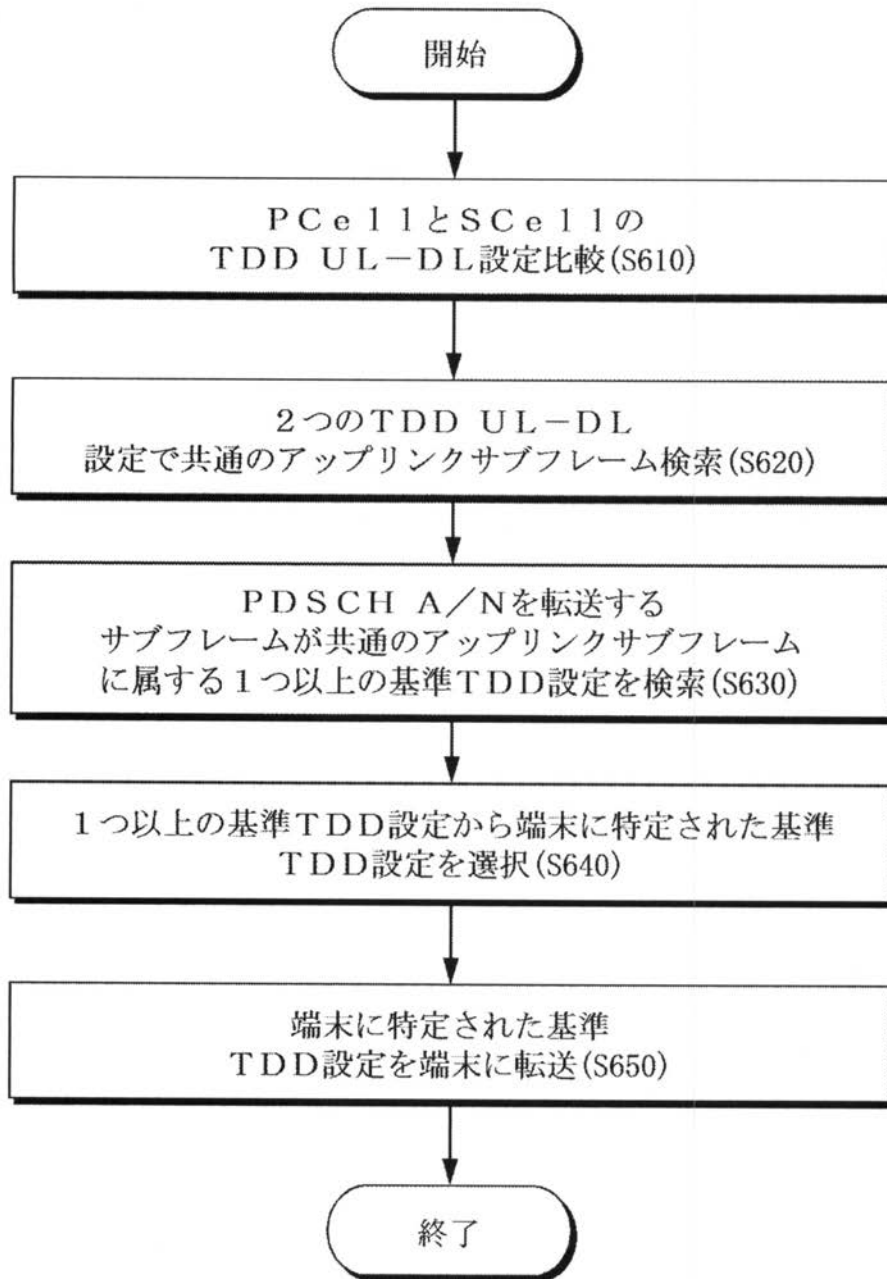 開始
PCellとSCellの
TDD UL－DL設定比較(S610)
2つのTDD UL－DL
設定で共通のアップリンクサブフレーム検索(S620)
PDSCH A／Nを転送する
サブフレームが共通のアップリンクサブフレーム
に属する1つ以上の基準TDD設定を検索(S630)
1つ以上の基準TDD設定から端末に特定された基準
TDD設定を選択(S640)
端末に特定された基準
TDD設定を端末に転送(S650)
終了